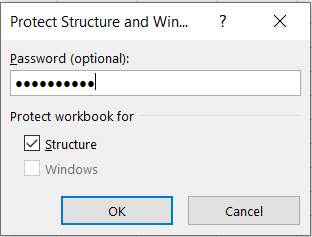 Protect Structure and Win... ? ×
Password (optional):
●●●●●●●●●●
Protect workbook for
Structure
Windows
OK Cancel